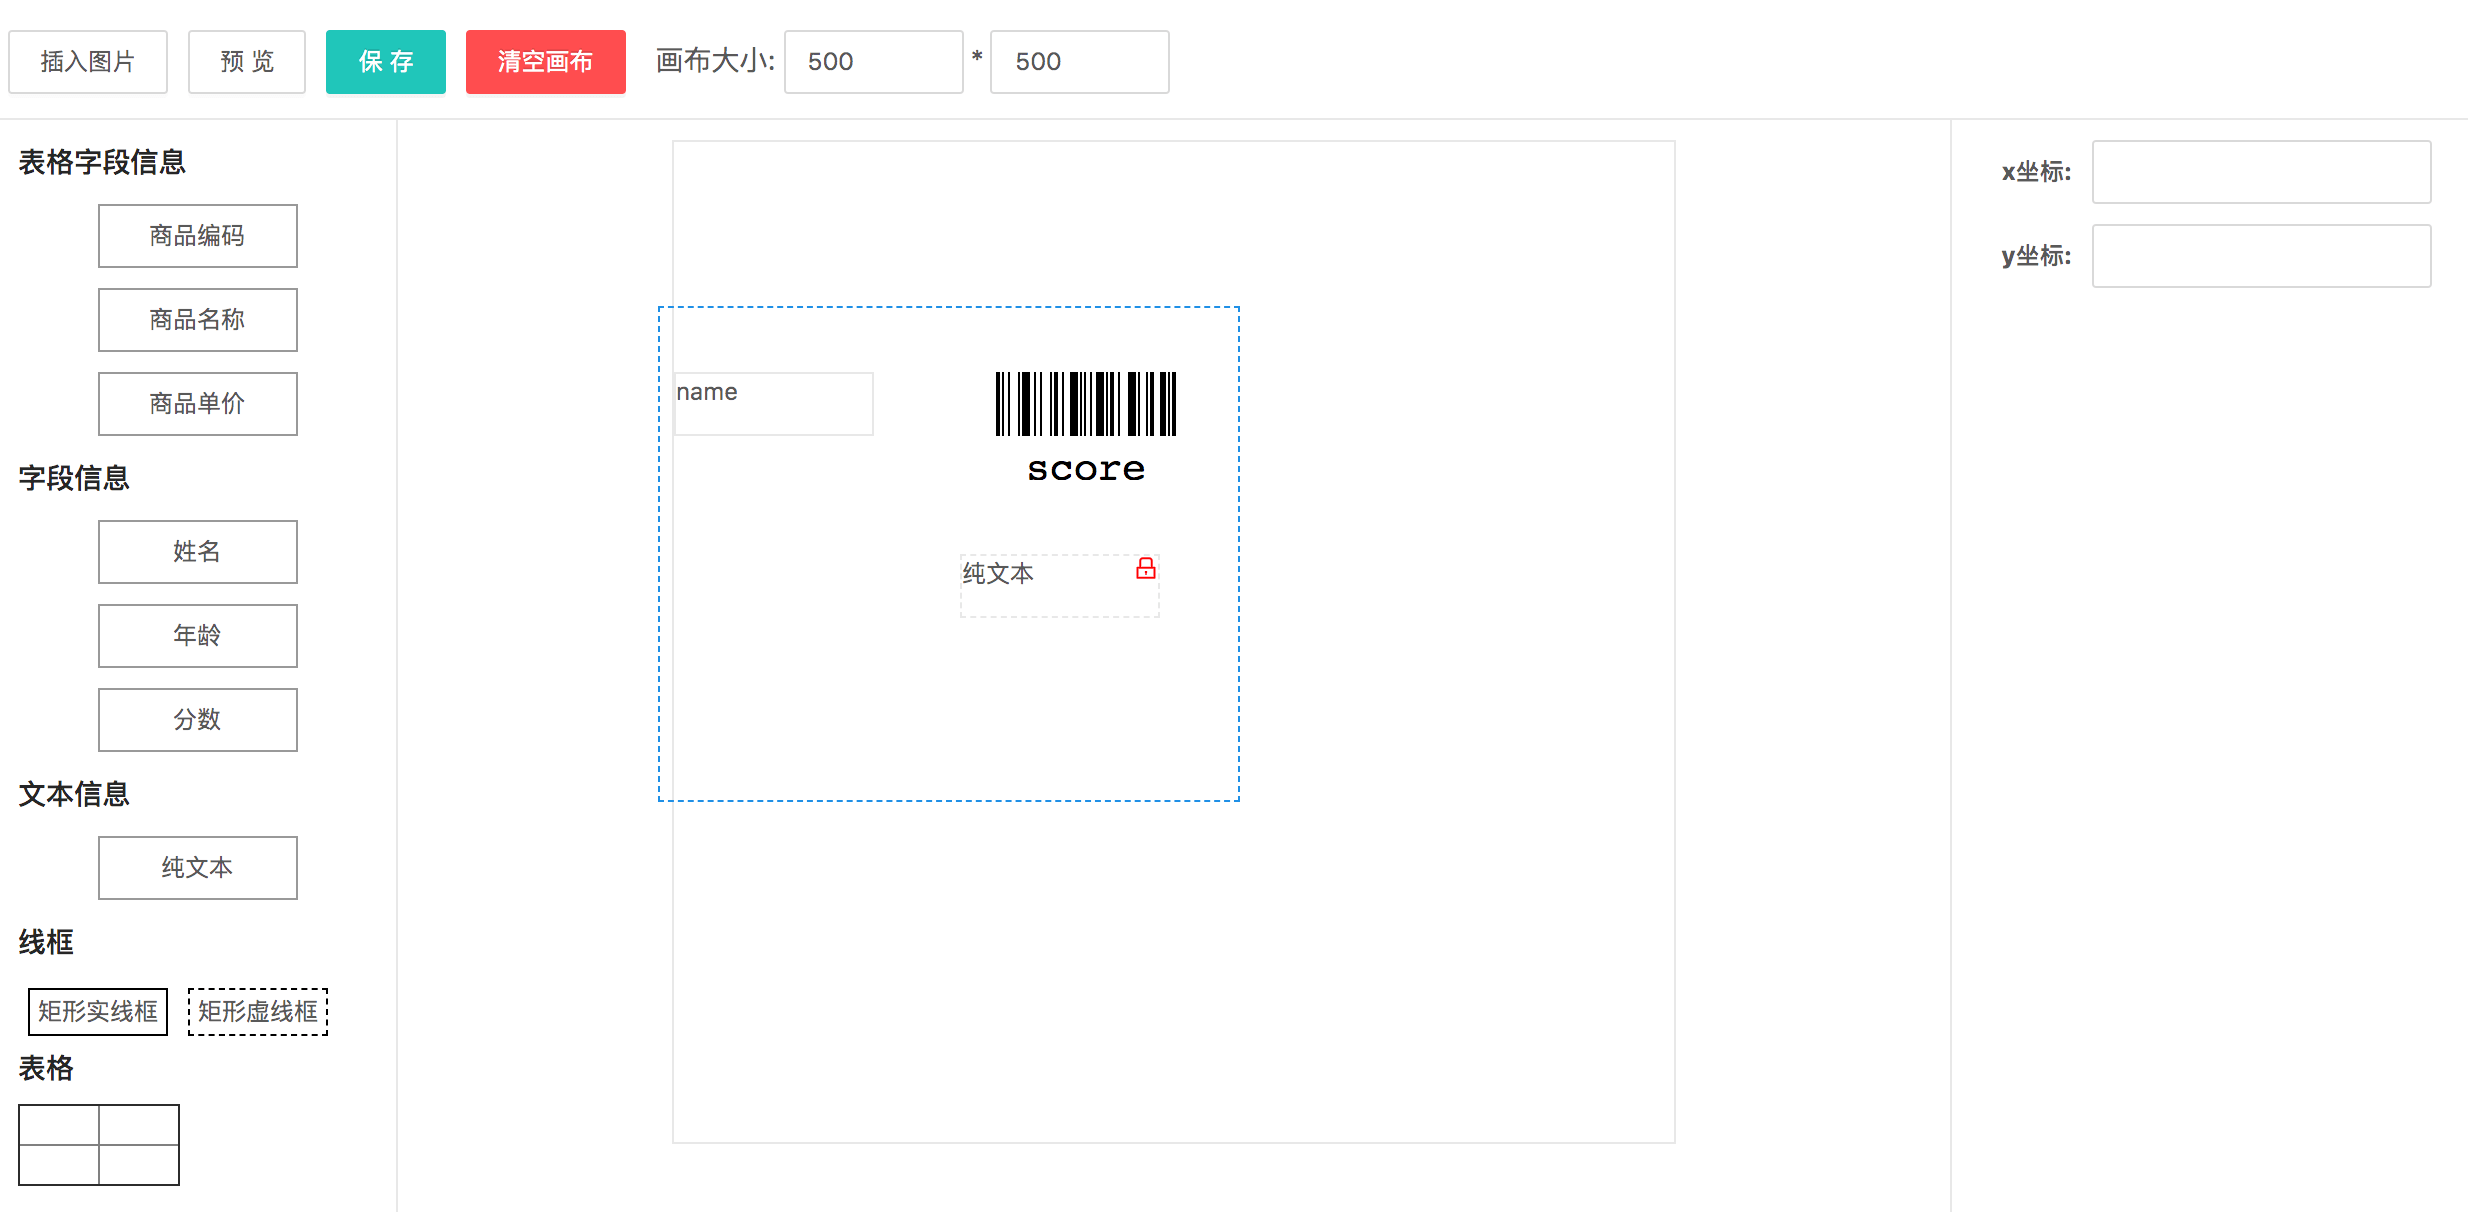 插入图片 预 览 保 存 清空画布 画布大小: 500 * 500
表格字段信息
商品编码
商品名称
商品单价
字段信息
姓名
年龄
分数
文本信息
纯文本
线框
矩形实线框 矩形虚线框
表格
name
score
纯文本
x坐标:
y坐标: